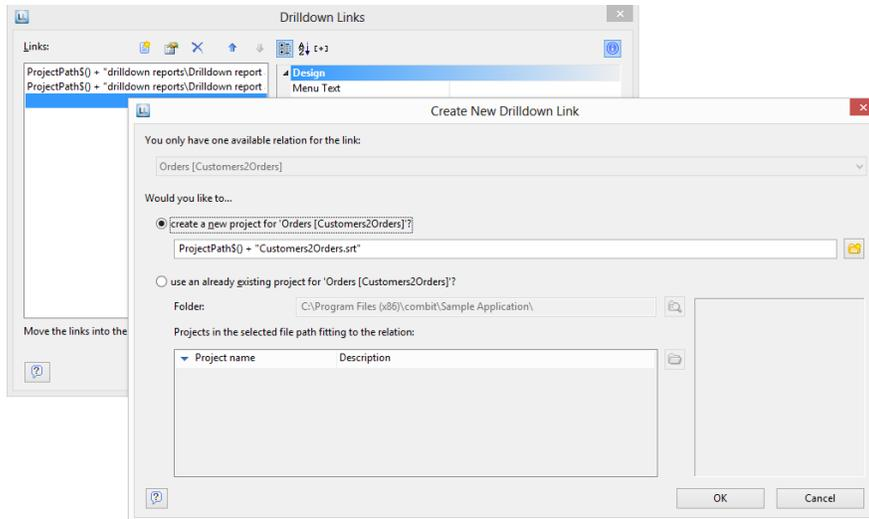 Drilldown Links
Links:
ProjectPath$() + "drilldown reports\Drilldown report
ProjectPath$() + "drilldown reports\Drilldown report
Design
Menu Text
Create New Drilldown Link
You only have one available relation for the link:
Orders [Customers2Orders]
Would you like to...
create a new project for 'Orders [Customers2Orders]'?
ProjectPath$() + "Customers2Orders.srt"
use an already existing project for 'Orders [Customers2Orders]'?
Folder:
C:\Program Files (x86)\combit\Sample Application\
Move the links into the
Projects in the selected file path fitting to the relation:
Project name Description
OK Cancel